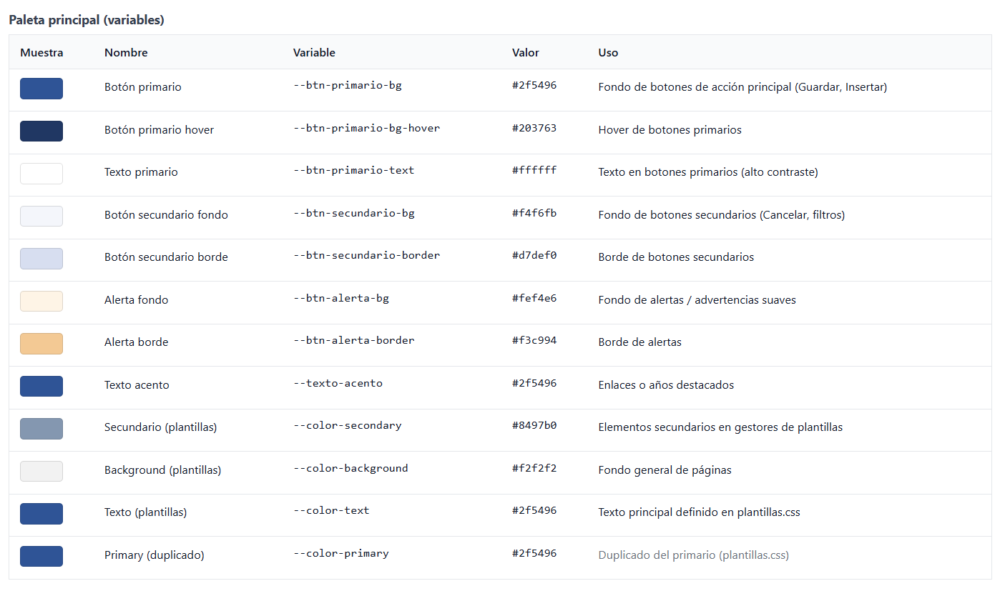 Paleta principal (variables)
Muestra Nombre Variable Valor Uso
Botón primario --btn-primario-bg #2f5496 Fondo de botones de acción principal (Guardar, Insertar)
Botón primario hover --btn-primario-bg-hover #203763 Hover de botones primarios
Texto primario --btn-primario-text #ffffff Texto en botones primarios (alto contraste)
Botón secundario fondo --btn-secundario-bg #f4f6fb Fondo de botones secundarios (Cancelar, filtros)
Botón secundario borde --btn-secundario-border #d7def0 Borde de botones secundarios
Alerta fondo --btn-alerta-bg #fef4e6 Fondo de alertas / advertencias suaves
Alerta borde --btn-alerta-border #f3c994 Borde de alertas
Texto acento --texto-acento #2f5496 Enlaces o años destacados
Secundario (plantillas) --color-secondary #8497b0 Elementos secundarios en gestores de plantillas
Background (plantillas) --color-background #f2f2f2 Fondo general de páginas
Texto (plantillas) --color-text #2f5496 Texto principal definido en plantillas.css
Primary (duplicado) --color-primary #2f5496 Duplicado del primario (plantillas.css)